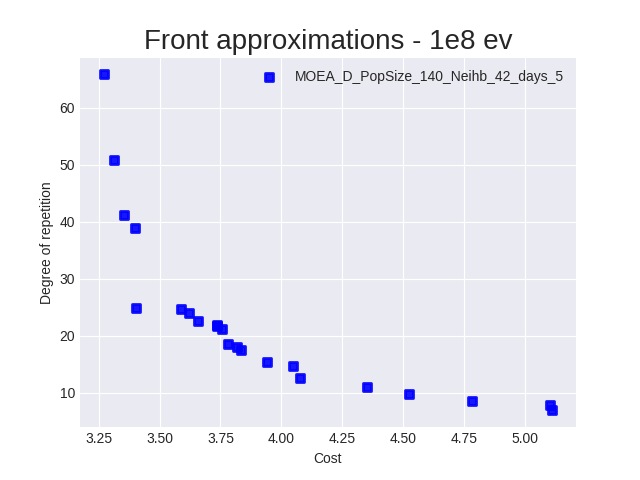 Front approximations - 1e8 ev
MOEA_D_PopSize_140_Neihb_42_days_5
Degree of repetition
60
50
40
30
20
10
3.25 3.50 3.75 4.00 4.25 4.50 4.75 5.00
Cost